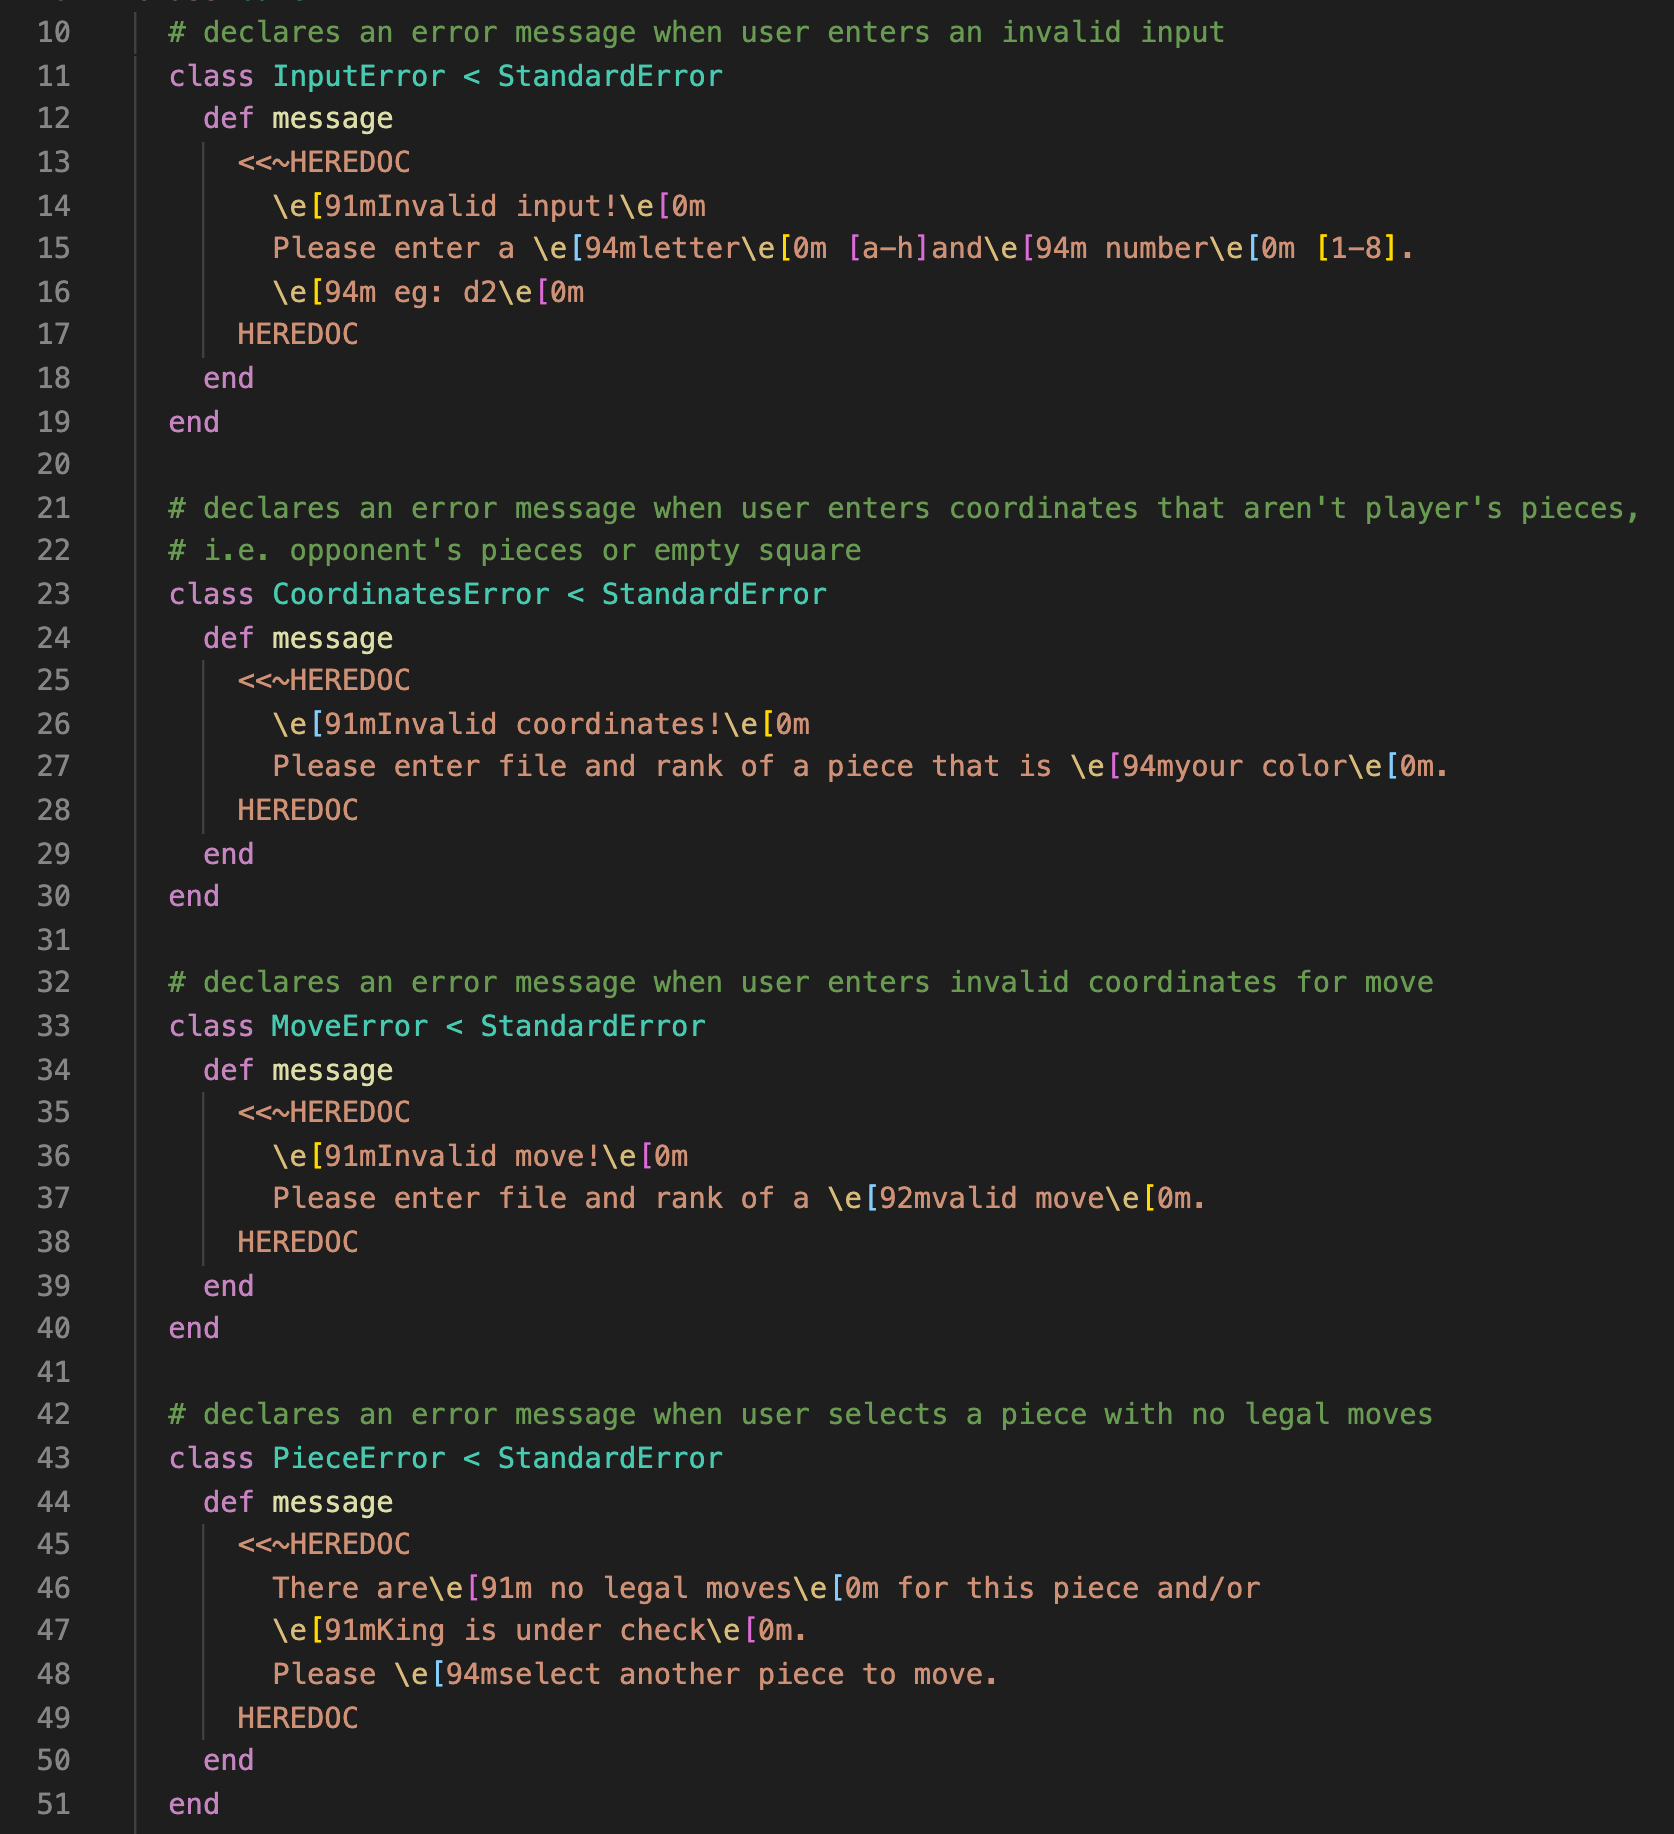 10 # declares an error message when user enters an invalid input
11 class InputError < StandardError
12 def message
13 <<~HEREDOC
14 \e[91mInvalid input!\e[0m
15 Please enter a \e[94mletter\e[0m [a-h]and\e[94m number\e[0m [1-8].
16 \e[94m eg: d2\e[0m
17 HEREDOC
18 end
19 end
20
21 # declares an error message when user enters coordinates that aren't player's pieces,
22 # i.e. opponent's pieces or empty square
23 class CoordinatesError < StandardError
24 def message
25 <<~HEREDOC
26 \e[91mInvalid coordinates!\e[0m
27 Please enter file and rank of a piece that is \e[94myour color\e[0m.
28 HEREDOC
29 end
30 end
31
32 # declares an error message when user enters invalid coordinates for move
33 class MoveError < StandardError
34 def message
35 <<~HEREDOC
36 \e[91mInvalid move!\e[0m
37 Please enter file and rank of a \e[92mvalid move\e[0m.
38 HEREDOC
39 end
40 end
41
42 # declares an error message when user selects a piece with no legal moves
43 class PieceError < StandardError
44 def message
45 <<~HEREDOC
46 There are\e[91m no legal moves\e[0m for this piece and/or
47 \e[91mKing is under check\e[0m.
48 Please \e[94mselect another piece to move.
49 HEREDOC
50 end
51 end